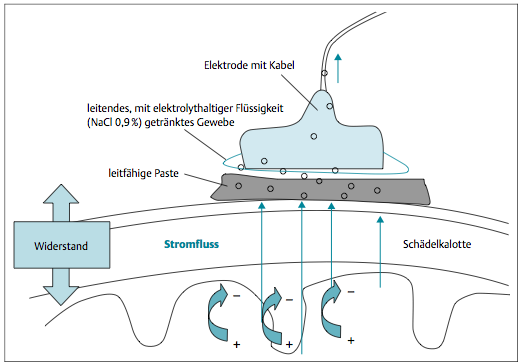 Elektrode mit Kabel
leitendes, mit elektrolythaltiger Flüssigkeit
(NaCl 0,9 %) getränktes Gewebe
leitfähige Paste
Widerstand
Stromfluss
Schädelkalotte
− − −
+ + +